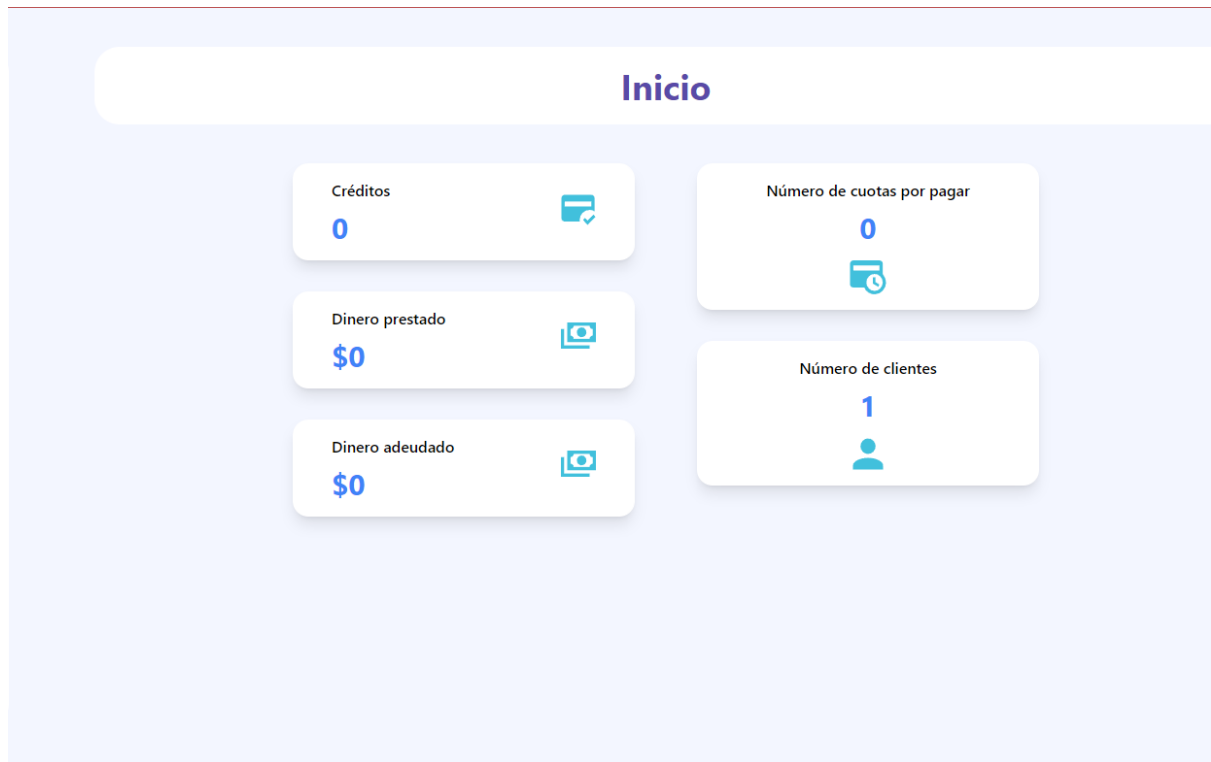 Inicio
Créditos
0
Dinero prestado
$0
Dinero adeudado
$0
Número de cuotas por pagar
0
Número de clientes
1